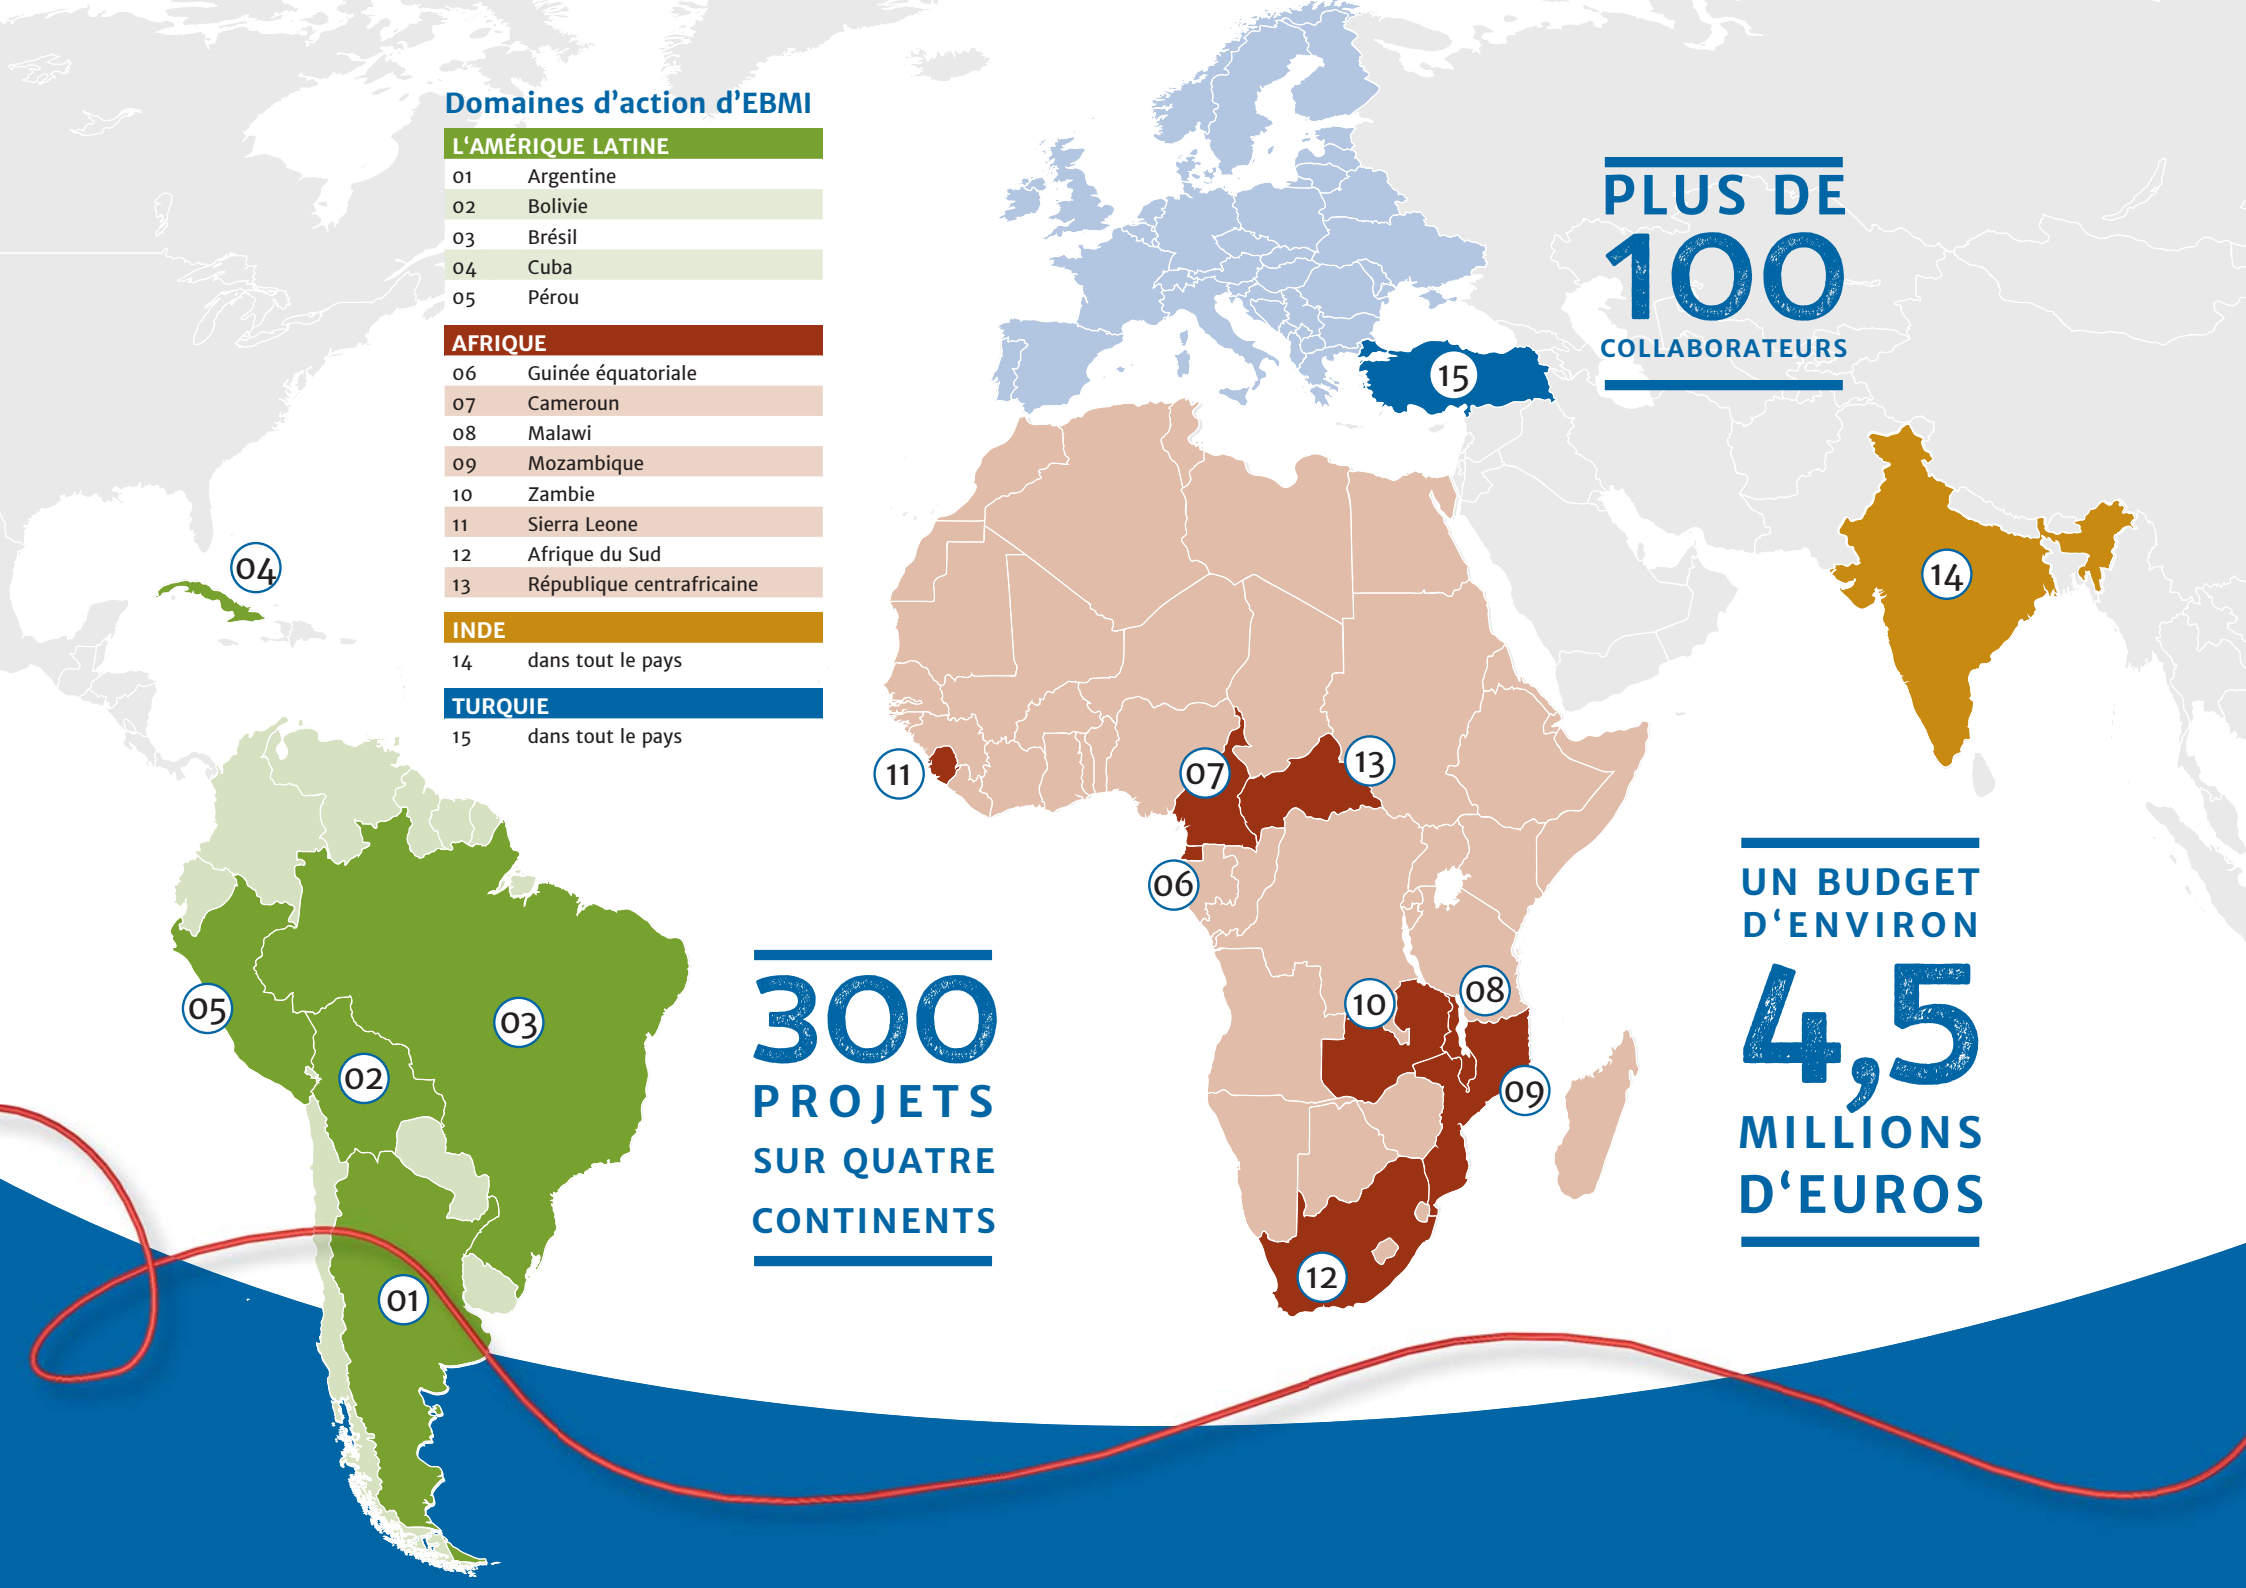 Domaines d’action d’EBMI
L‘AMÉRIQUE LATINE
01 Argentine
02 Bolivie
03 Brésil
04 Cuba
05 Pérou
AFRIQUE
06 Guinée équatoriale
07 Cameroun
08 Malawi
09 Mozambique
10 Zambie
11 Sierra Leone
12 Afrique du Sud
13 République centrafricaine
INDE
14 dans tout le pays
TURQUIE
15 dans tout le pays
PLUS DE
100
COLLABORATEURS
15
04
14
11
07
13
06
05
03
02
01
10
08
09
12
300
PROJETS
SUR QUATRE
CONTINENTS
UN BUDGET
D‘ENVIRON
4,5
MILLIONS
D‘EUROS